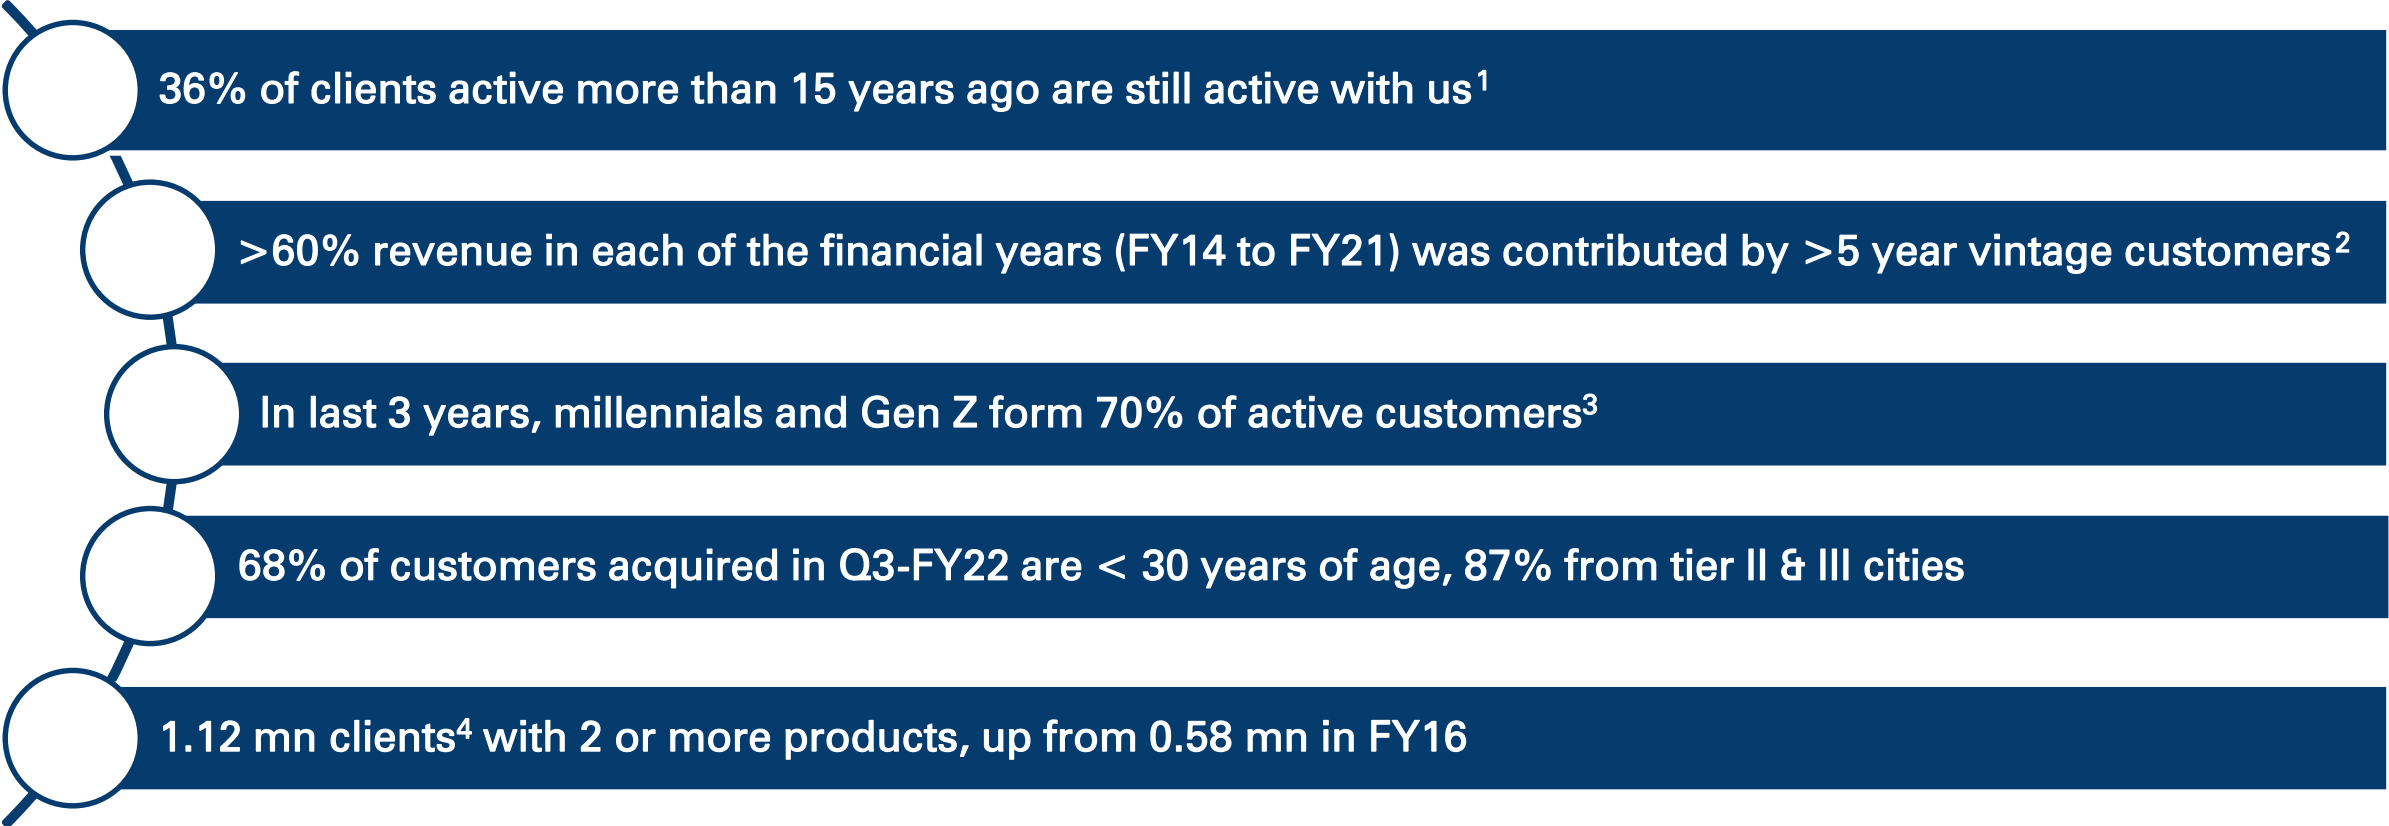 36% of clients active more than 15 years ago are still active with us¹
>60% revenue in each of the financial years (FY14 to FY21) was contributed by >5 year vintage customers²
In last 3 years, millennials and Gen Z form 70% of active customers³
68% of customers acquired in Q3-FY22 are < 30 years of age, 87% from tier II & III cities
1.12 mn clients⁴ with 2 or more products, up from 0.58 mn in FY16